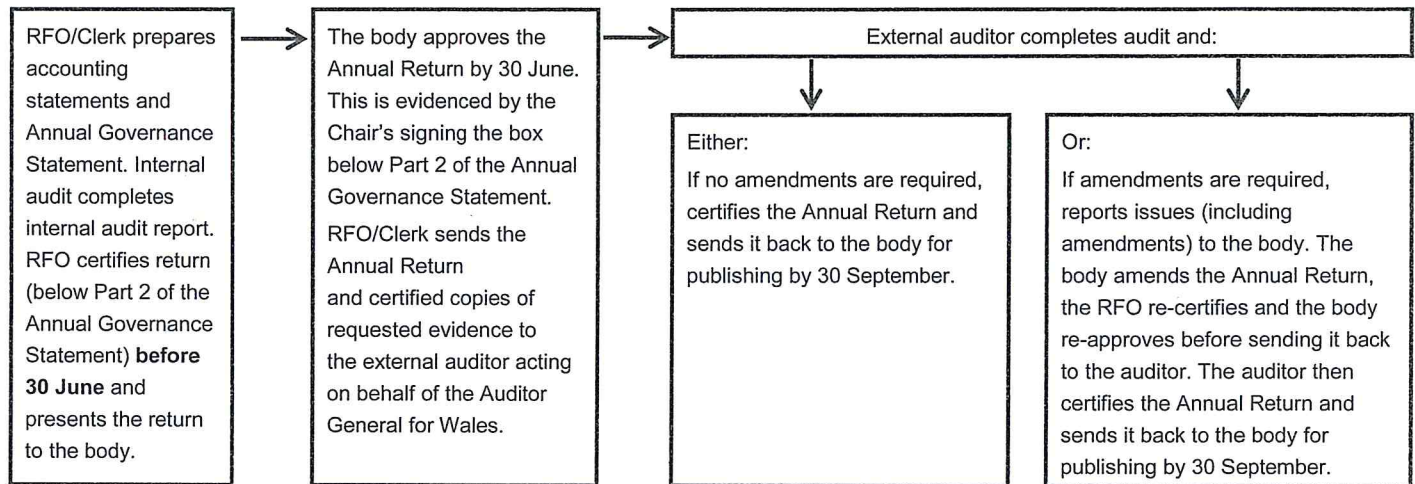 RFO/Clerk prepares
accounting
statements and
Annual Governance
Statement. Internal
audit completes
internal audit report.
RFO certifies return
(below Part 2 of the
Annual Governance
Statement) before
30 June and
presents the return
to the body.
The body approves the
Annual Return by 30 June.
This is evidenced by the
Chair's signing the box
below Part 2 of the Annual
Governance Statement.
RFO/Clerk sends the
Annual Return
and certified copies of
requested evidence to
the external auditor acting
on behalf of the Auditor
General for Wales.
External auditor completes audit and:
Either:
If no amendments are required,
certifies the Annual Return and
sends it back to the body for
publishing by 30 September.
Or:
If amendments are required,
reports issues (including
amendments) to the body. The
body amends the Annual Return,
the RFO re-certifies and the body
re-approves before sending it back
to the auditor. The auditor then
certifies the Annual Return and
sends it back to the body for
publishing by 30 September.